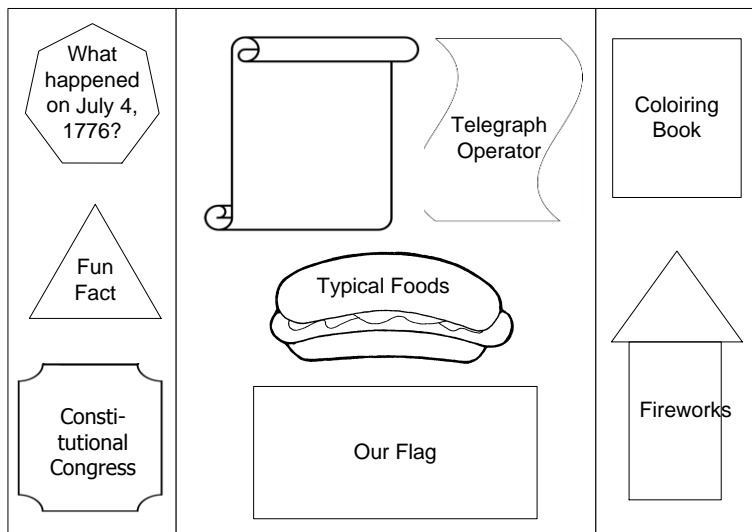 What
happened
on July 4,
1776?
Fun
Fact
Consti-
tutional
Congress
Telegraph
Operator
Typical Foods
Our Flag
Coloiring
Book
Fireworks